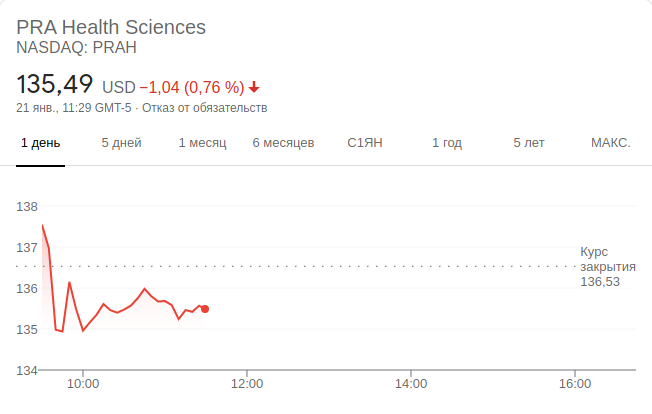 PRA Health Sciences
NASDAQ: PRAH
135,49 USD −1,04 (0,76 %)
21 янв., 11:29 GMT-5 · Отказ от обязательств
1 день 5 дней 1 месяц 6 месяцев С1ЯН 1 год 5 лет МАКС.
138
137
Курс
закрытия
136,53
136
135
134
10:00 12:00 14:00 16:00